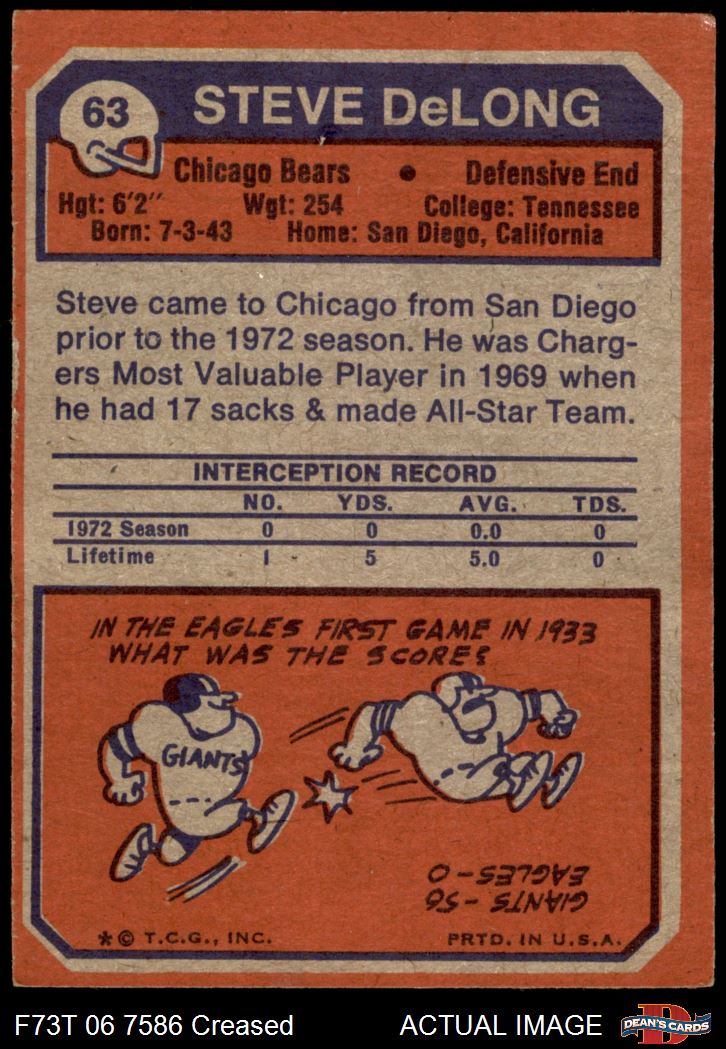 63
STEVE DeLONG
Chicago Bears • Defensive End
Hgt: 6'2" Wgt: 254 College: Tennessee
Born: 7-3-43 Home: San Diego, California
Steve came to Chicago from San Diego
prior to the 1972 season. He was Charg-
ers Most Valuable Player in 1969 when
he had 17 sacks & made All-Star Team.
INTERCEPTION RECORD
NO. YDS. AVG. TDS.
1972 Season 0 0 0.0 0
Lifetime 1 5 5.0 0
IN THE EAGLE'S FIRST GAME IN 1933
WHAT WAS THE SCORE?
GIANTS
GIANTS - 56
EAGLES - 0
* © T.C.G., INC. PRTD. IN U.S.A.
F73T 06 7586 Creased ACTUAL IMAGE
D
DEAN'S CARDS